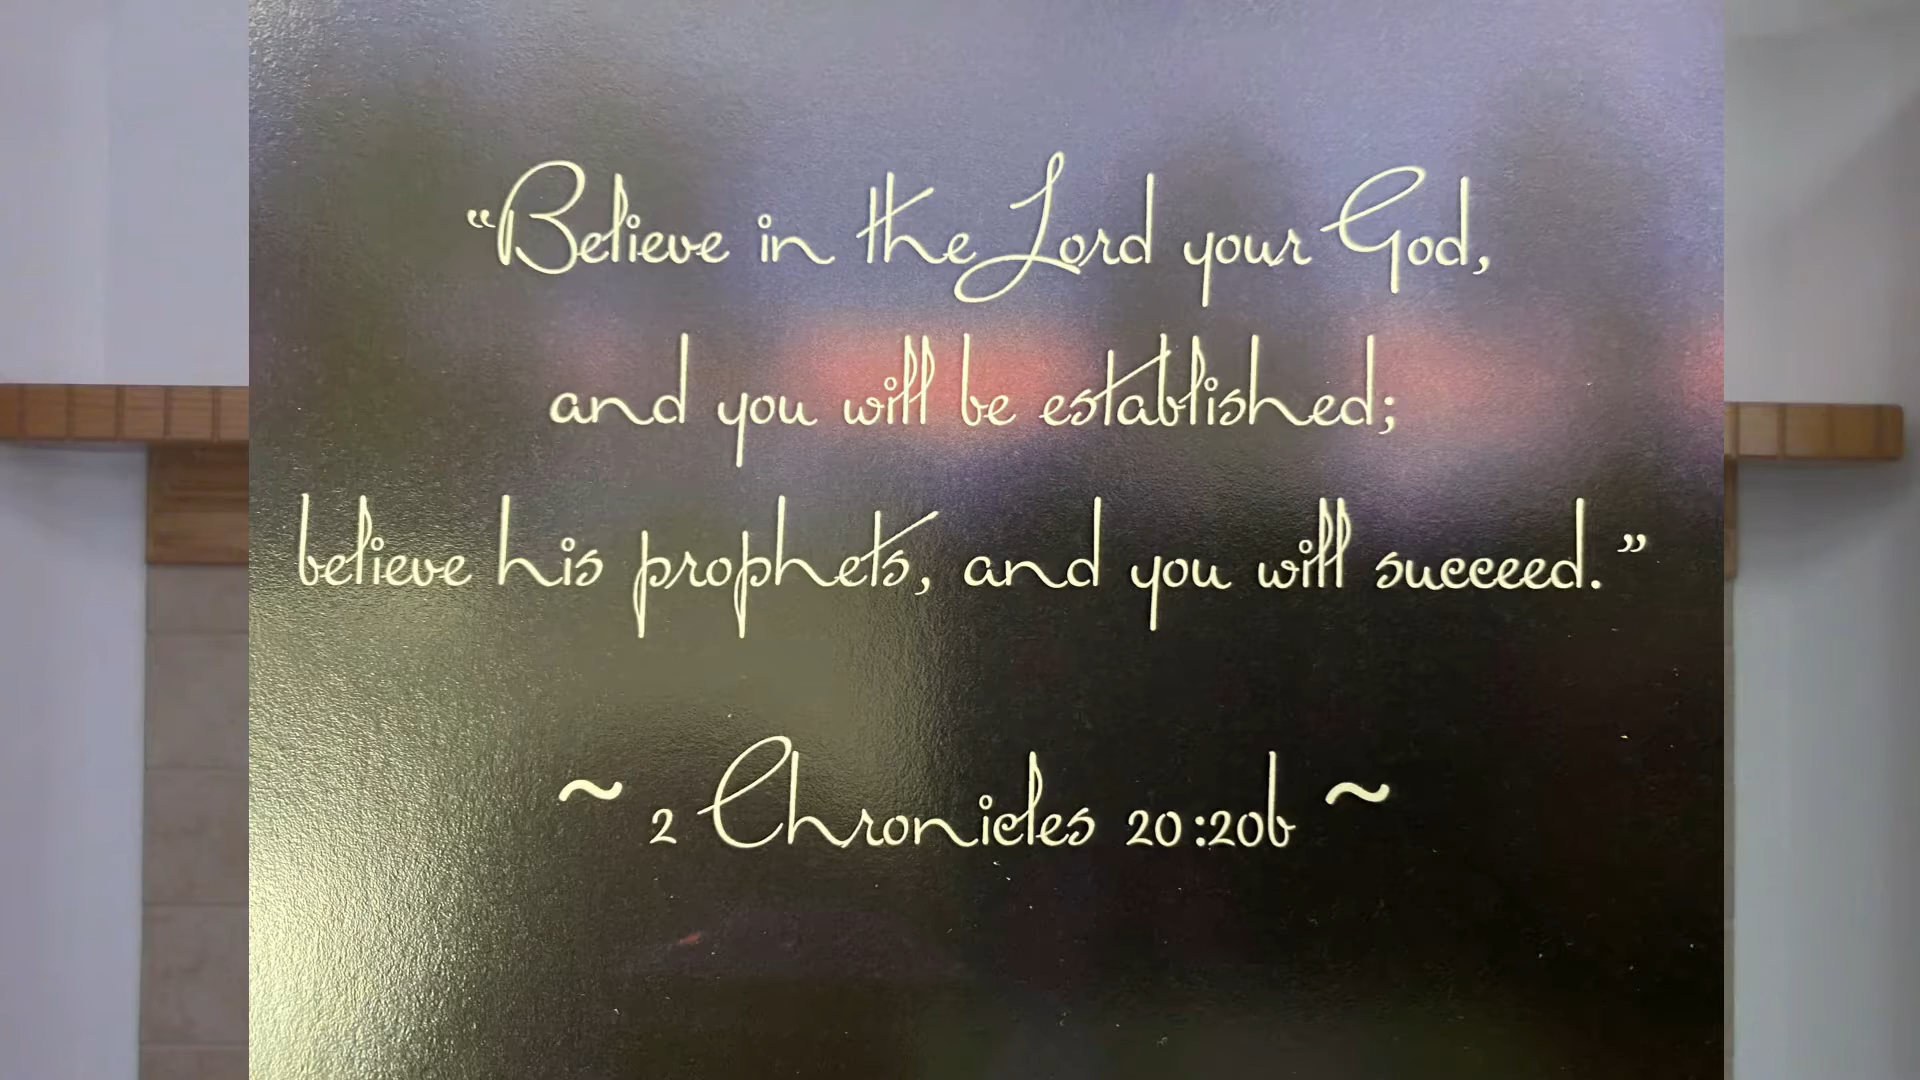 “Believe in the Lord your God,
and you will be established;
believe his prophets, and you will succeed.”
~ 2 Chronicles 20:20b ~